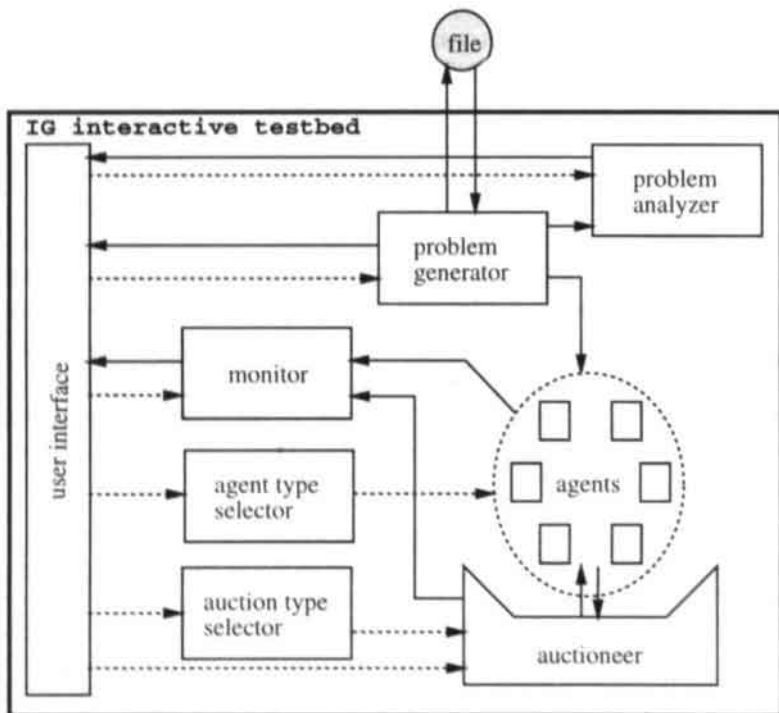 file
IG interactive testbed
problem
analyzer
problem
generator
user interface
monitor
agent type
selector
agents
auction type
selector
auctioneer